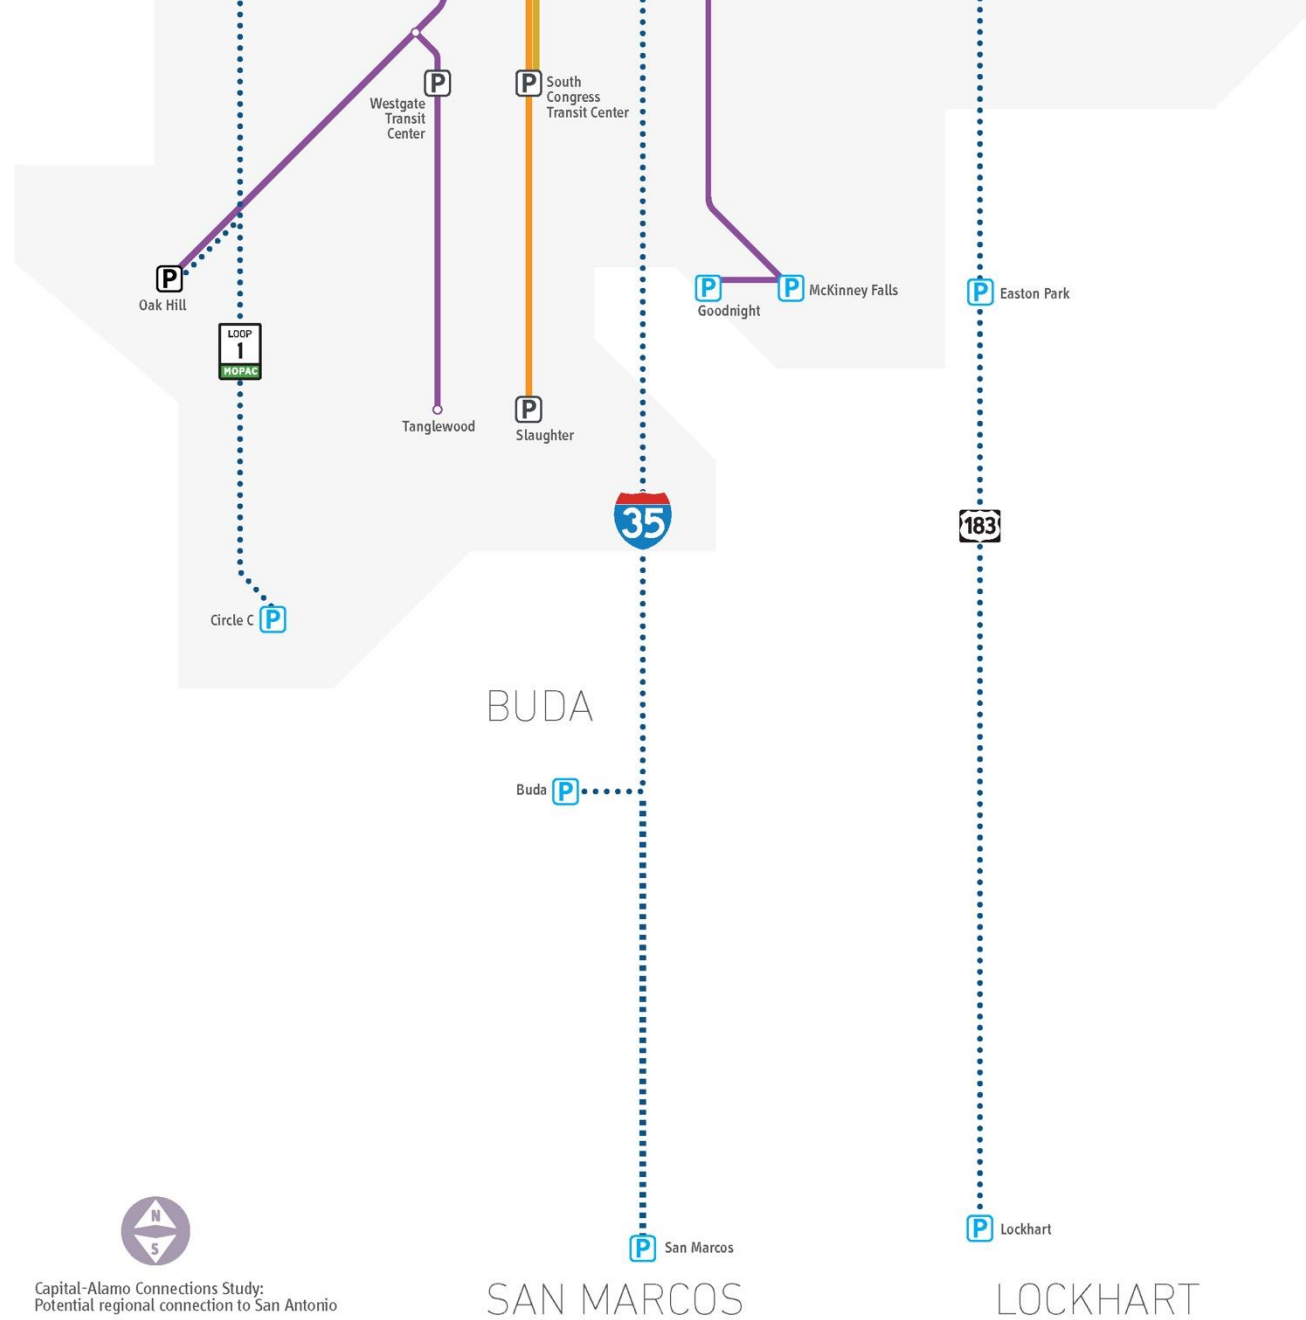 P
Westgate
Transit
Center
P
South
Congress
Transit Center
P
Oak Hill
P
Goodnight
P
McKinney Falls
P
Easton Park
LOOP
1
MOPAC
Tanglewood
P
Slaughter
35
183
Circle C
P
BUDA
Buda
P
N
S
P
San Marcos
P
Lockhart
Capital-Alamo Connections Study:
Potential regional connection to San Antonio
SAN MARCOS
LOCKHART